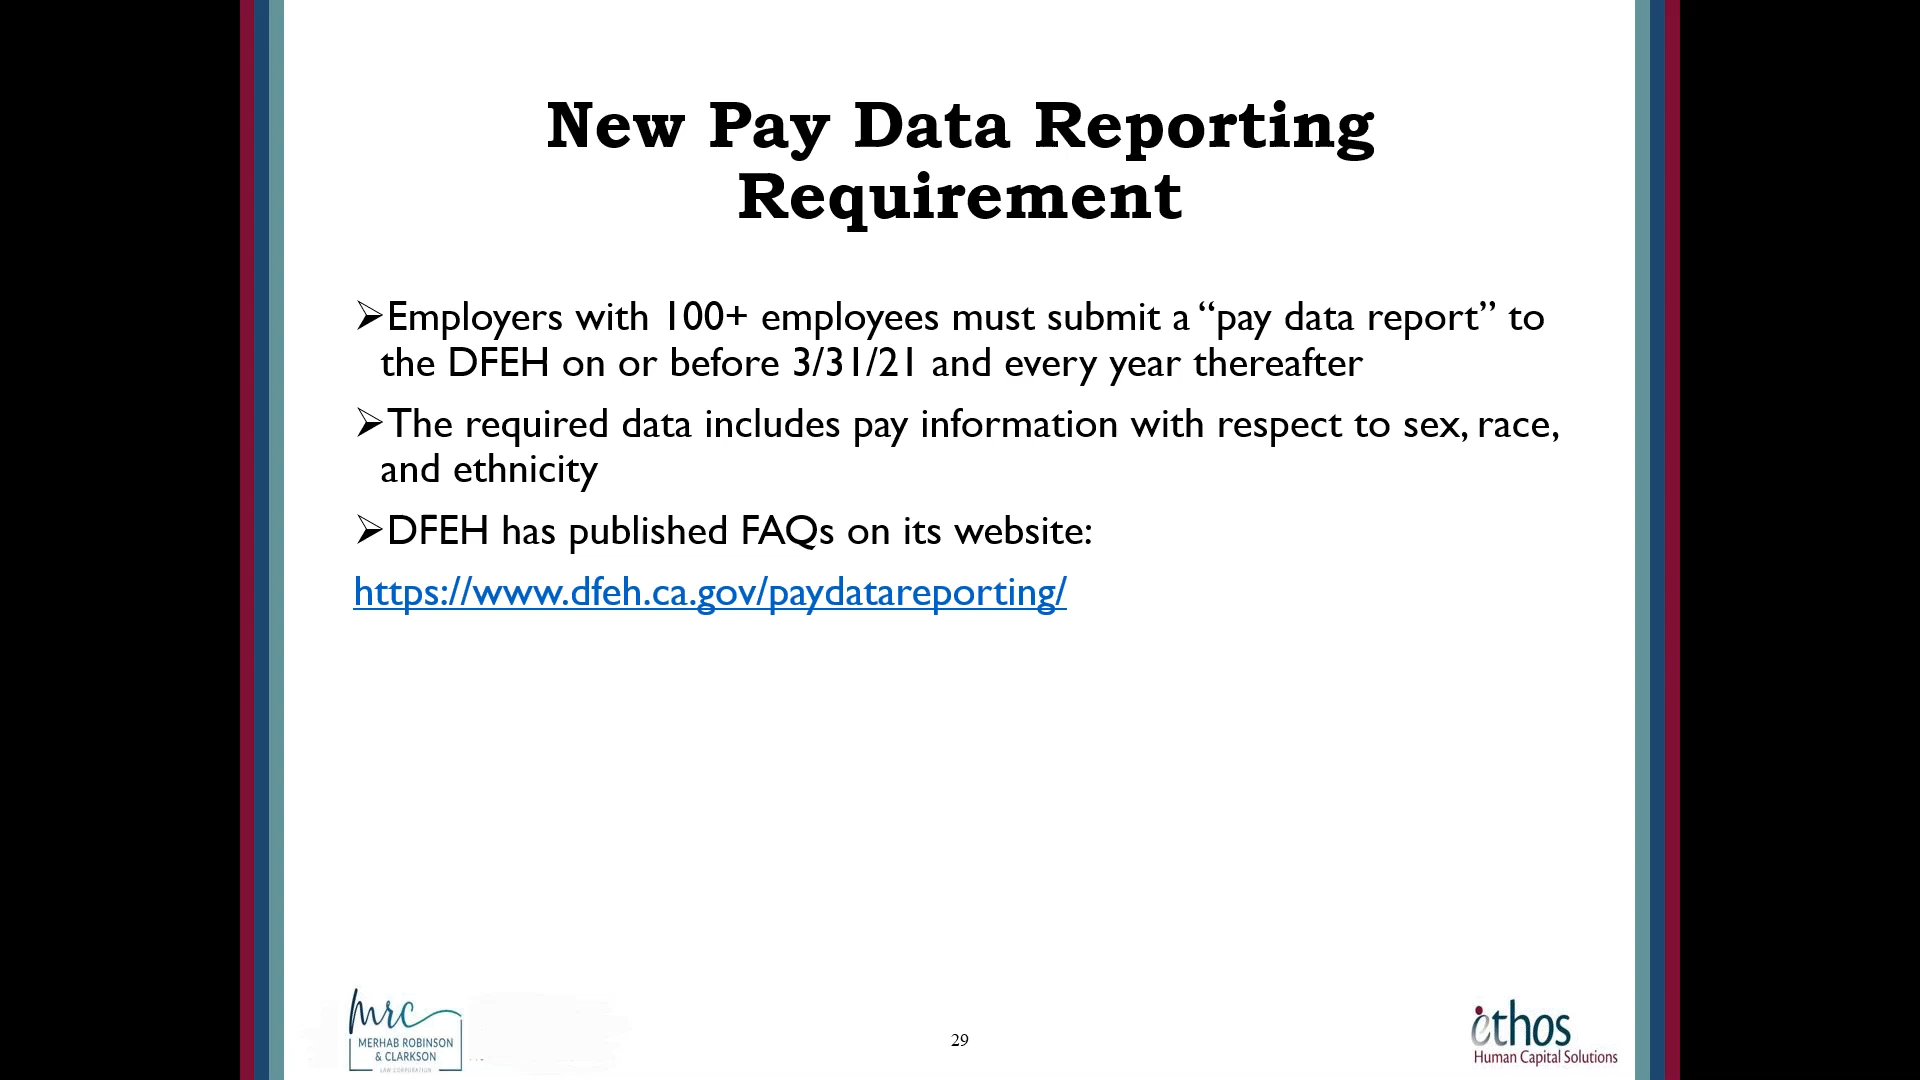 New Pay Data Reporting
Requirement
➢Employers with 100+ employees must submit a “pay data report” to
the DFEH on or before 3/31/21 and every year thereafter
➢The required data includes pay information with respect to sex, race,
and ethnicity
➢DFEH has published FAQs on its website:
https://www.dfeh.ca.gov/paydatareporting/
mrc
MERHAB ROBINSON
& CLARKSON
LAW CORPORATION
29
ethos
Human Capital Solutions